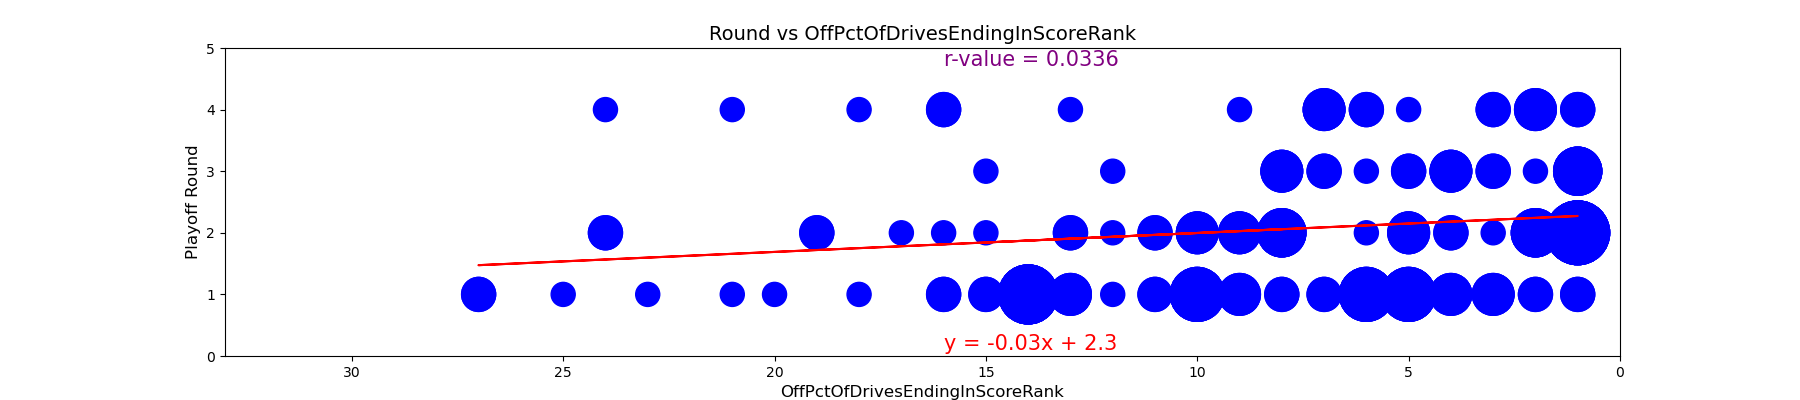 Round vs OffPctOfDrivesEndingInScoreRank
r-value = 0.0336
5
4
3
2
1
0
Playoff Round
y = -0.03x + 2.3
30 25 20 15 10 5 0
OffPctOfDrivesEndingInScoreRank